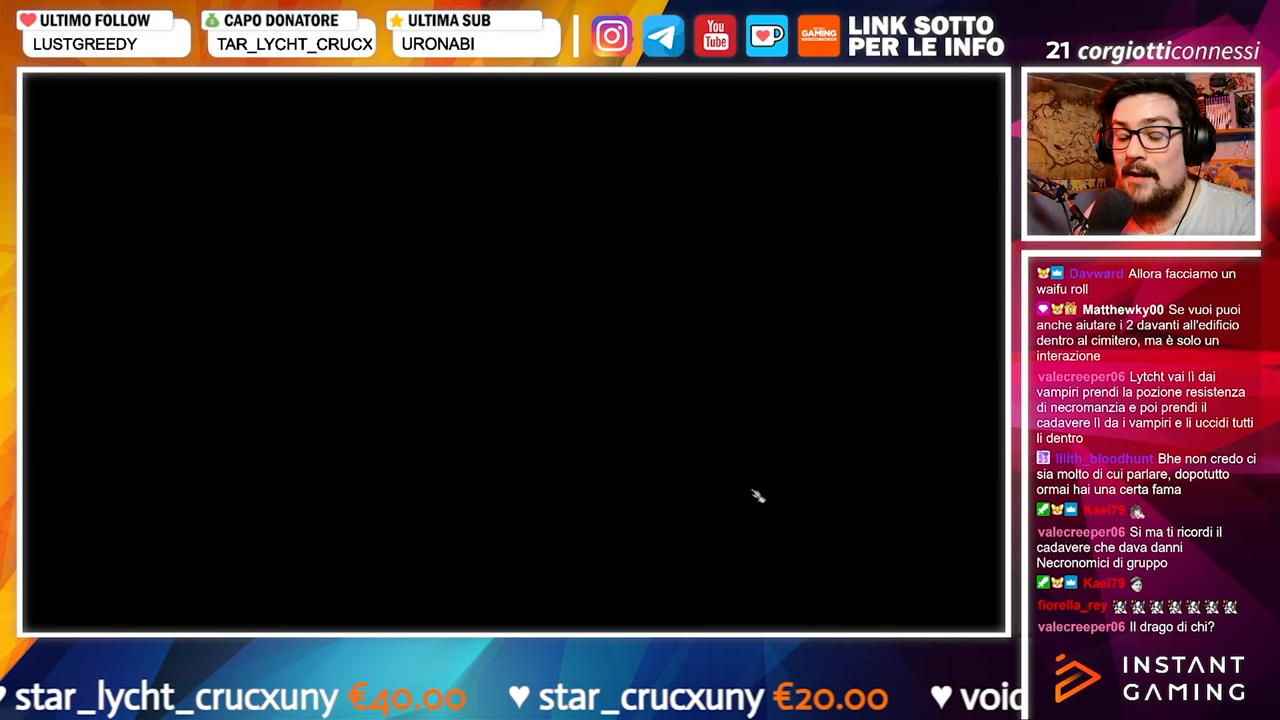 ULTIMO FOLLOW
LUSTGREEDY
CAPO DONATORE
TAR_LYCHT_CRUCX
ULTIMA SUB
URONABI
You
Tube
GAMING
LINK SOTTO
PER LE INFO
21 corgiotticonnessi
Davward Allora facciamo un
waifu roll
Matthewky00 Se vuoi puoi
anche aiutare i 2 davanti all'edificio
dentro al cimitero, ma è solo un
interazione
valecreeper06 Lytcht vai lì dai
vampiri prendi la pozione resistenza
di necromanzia e poi prendi il
cadavere lì da i vampiri e li uccidi tutti
lì dentro
lilith_bloodhunt Bhe non credo ci
sia molto di cui parlare, dopotutto
ormai hai una certa fama
Kael79
valecreeper06 Si ma ti ricordi il
cadavere che dava danni
Necronomici di gruppo
Kael79
fiorella_rey
valecreeper06 Il drago di chi?
INSTANT
GAMING
star_lycht_crucxuny €40.00 ♥ star_crucxuny €20.00 ♥ voic